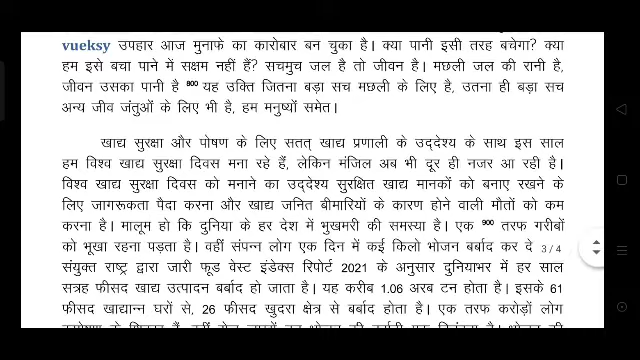 vueksy उपहार आज मुनाफे का कारोबार बन चुका है। क्या पानी इसी तरह बचेगा? क्या
हम इसे बचा पाने में सक्षम नहीं हैं? सचमुच जल है तो जीवन है। मछली जल की रानी है,
जीवन उसका पानी है 800 यह उक्ति जितना बड़ा सच मछली के लिए है, उतना ही बड़ा सच
अन्य जीव जंतुओं के लिए भी है, हम मनुष्यों समेत।
खाद्य सुरक्षा और पोषण के लिए सतत् खाद्य प्रणाली के उद्देश्य के साथ इस साल
हम विश्व खाद्य सुरक्षा दिवस मना रहे हैं, लेकिन मंजिल अब भी दूर ही नजर आ रही है।
विश्व खाद्य सुरक्षा दिवस को मनाने का उद्देश्य सुरक्षित खाद्य मानकों को बनाए रखने के
लिए जागरूकता पैदा करना और खाद्य जनित बीमारियों के कारण होने वाली मौतों को कम
करना है। मालूम हो कि दुनिया के हर देश में भुखमरी की समस्या है। एक 900 तरफ गरीबों
को भूखा रहना पड़ता है। वहीं संपन्न लोग एक दिन में कई किलो भोजन बर्बाद कर दे 3/4
संयुक्त राष्ट्र द्वारा जारी फूड वेस्ट इंडेक्स रिपोर्ट 2021 के अनुसार दुनियाभर में हर साल
सत्रह फीसद खाद्य उत्पादन बर्बाद हो जाता है। यह करीब 1.06 अरब टन होता है। इसके 61
फीसद खाद्यान्न घरों से, 26 फीसद खुदरा क्षेत्र से बर्बाद होता है। एक तरफ करोड़ों लोग